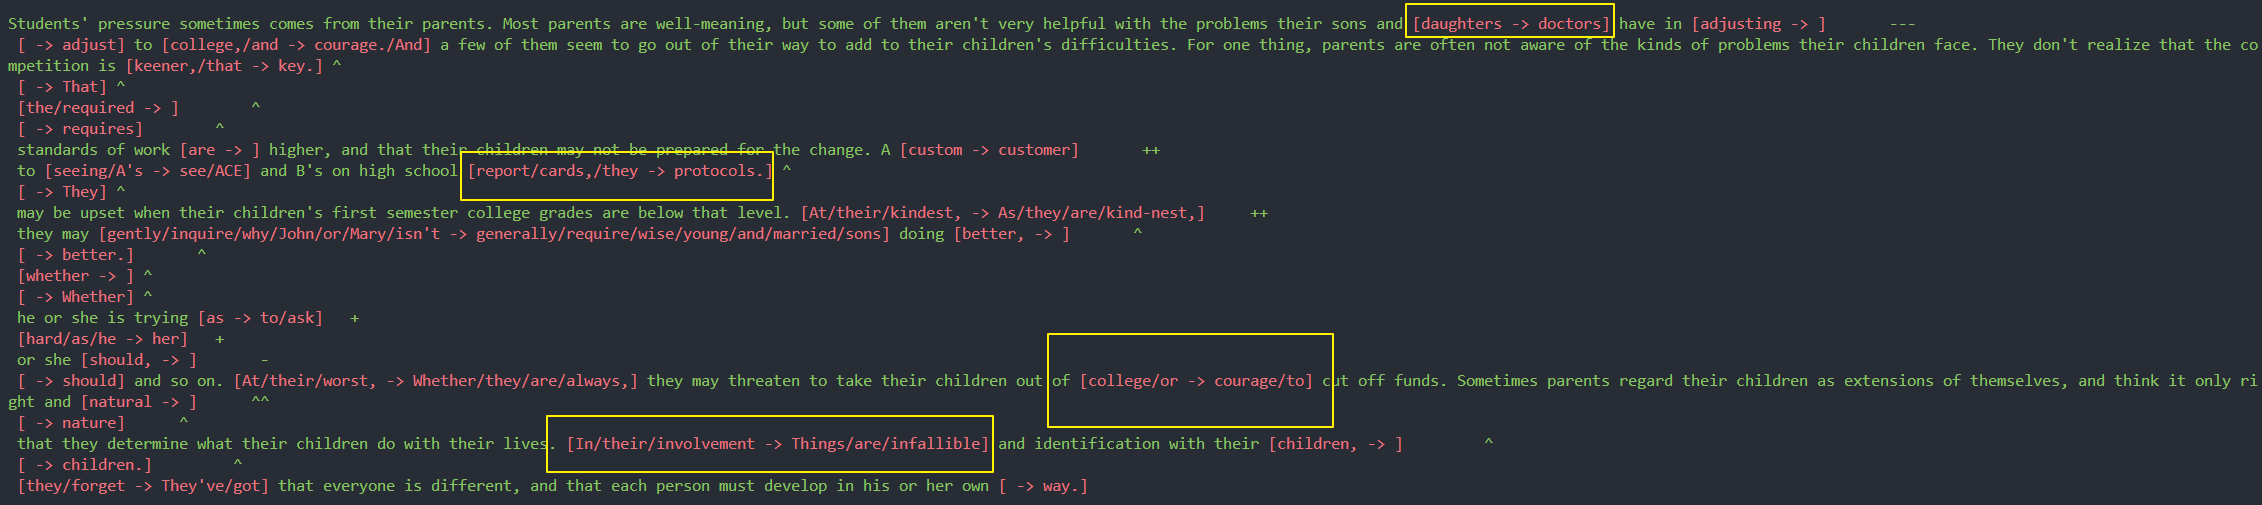 Students' pressure sometimes comes from their parents. Most parents are well-meaning, but some of them aren't very helpful with the problems their sons and [daughters -> doctors] have in [adjusting -> ]       ---
 [ -> adjust] to [college,/and -> courage./And] a few of them seem to go out of their way to add to their children's difficulties. For one thing, parents are often not aware of the kinds of problems their children face. They don't realize that the co
mpetition is [keener,/that -> key.] ^
 [ -> That] ^
 [the/required -> ]        ^
 [ -> requires]        ^
 standards of work [are -> ] higher, and that their children may not be prepared for the change. A [custom -> customer]       ++
 to [seeing/A's -> see/ACE] and B's on high school [report/cards,/they -> protocols.] ^
 [ -> They] ^
 may be upset when their children's first semester college grades are below that level. [At/their/kindest, -> As/they/are/kind-nest,]     ++
 they may [gently/inquire/why/John/or/Mary/isn't -> generally/require/wise/young/and/married/sons] doing [better, -> ]       ^
 [ -> better.]       ^
 [whether -> ] ^
 [ -> Whether] ^
 he or she is trying [as -> to/ask]   +
 [hard/as/he -> her]   +
 or she [should, -> ]       -
 [ -> should] and so on. [At/their/worst, -> Whether/they/are/always,] they may threaten to take their children out of [college/or -> courage/to] cut off funds. Sometimes parents regard their children as extensions of themselves, and think it only ri
ght and [natural -> ]      ^^
 [ -> nature]      ^
 that they determine what their children do with their lives. [In/their/involvement -> Things/are/infallible] and identification with their [children, -> ]         ^
 [ -> children.]         ^
 [they/forget -> They've/got] that everyone is different, and that each person must develop in his or her own [ -> way.]